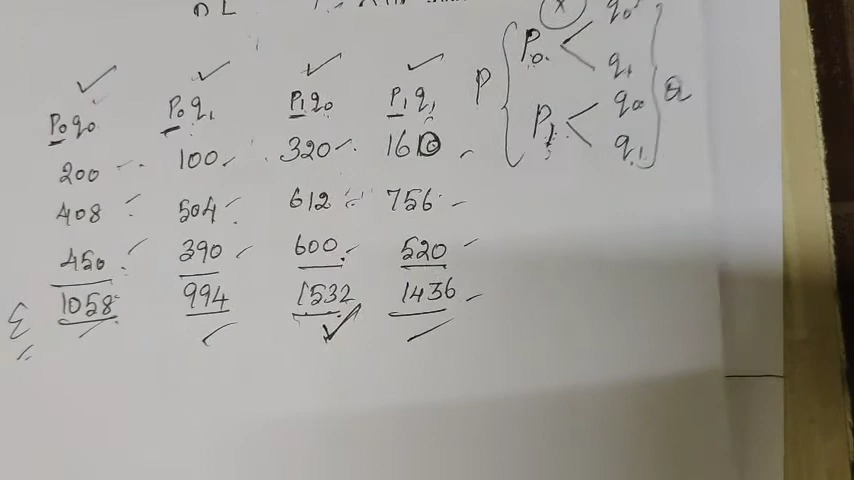 P₀q₀ P₀q₁ P₁q₀ P₁q₁
200 100 320 160
408 504 612 756
450 390 600 520
1058 994 1532 1436
Σ
P { P₀ < q₀
q₁
P₁ < q₀
q₁ } Q
x